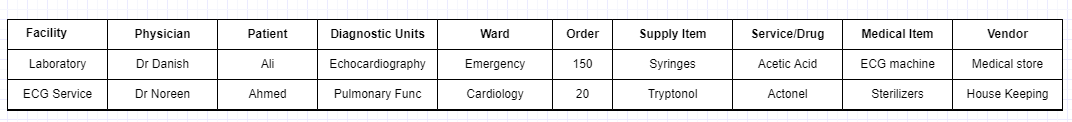 Facility Physician Patient Diagnostic Units Ward Order Supply Item Service/Drug Medical Item Vendor
Laboratory Dr Danish Ali Echocardiography Emergency 150 Syringes Acetic Acid ECG machine Medical store
ECG Service Dr Noreen Ahmed Pulmonary Func Cardiology 20 Tryptonol Actonel Sterilizers House Keeping